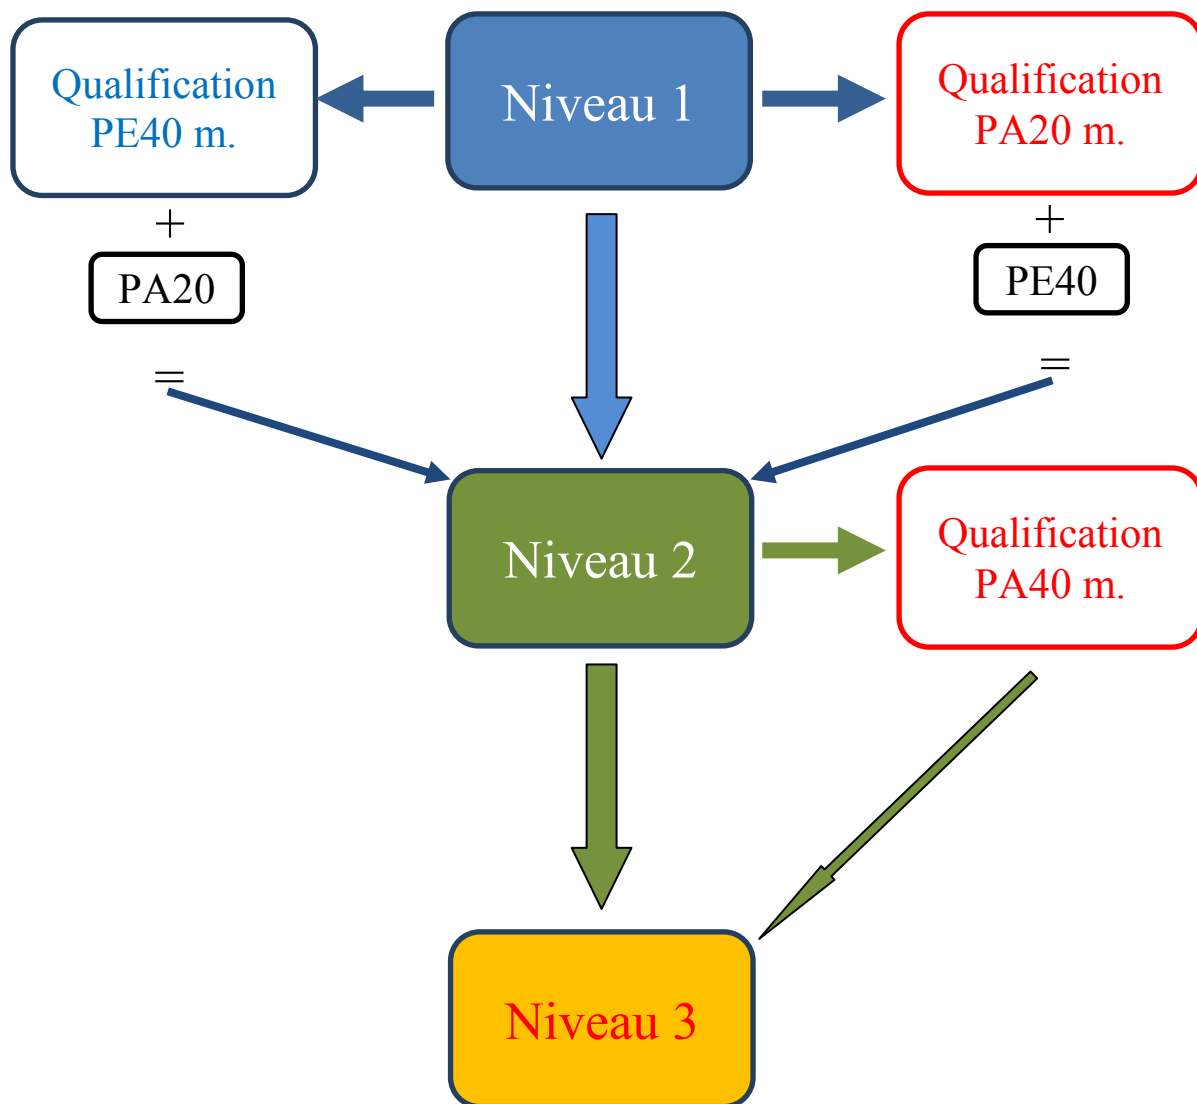 Qualification
PE40 m.
Niveau 1
Qualification
PA20 m.
+
+
PA20
PE40
=
=
Niveau 2
Qualification
PA40 m.
Niveau 3